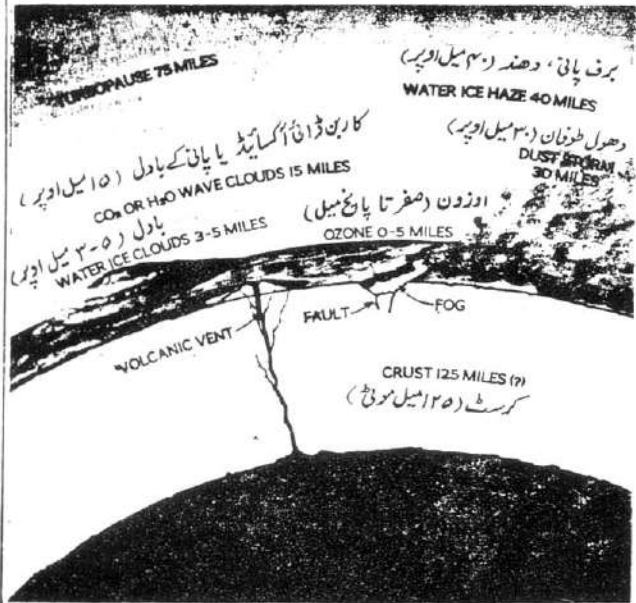 TURBOPAUSE 75 MILES
برف پانی، دھند (۴۰ میل اوپر)
WATER ICE HAZE 40 MILES
دھول طوفان (۳۰ میل اوپر)
DUST STORM
30 MILES
کاربن ڈائی آکسائیڈ یا پانی کے بادل (۱۵ میل اوپر)
CO₂ OR H₂O WAVE CLOUDS 15 MILES
اوزون (صفر تا پانچ میل)
OZONE 0-5 MILES
بادل (۵-۳ میل اوپر)
WATER ICE CLOUDS 3-5 MILES
VOLCANIC VENT
FAULT
FOG
CRUST 125 MILES (?)
کرسٹ (۱۲۵ میل موٹی)